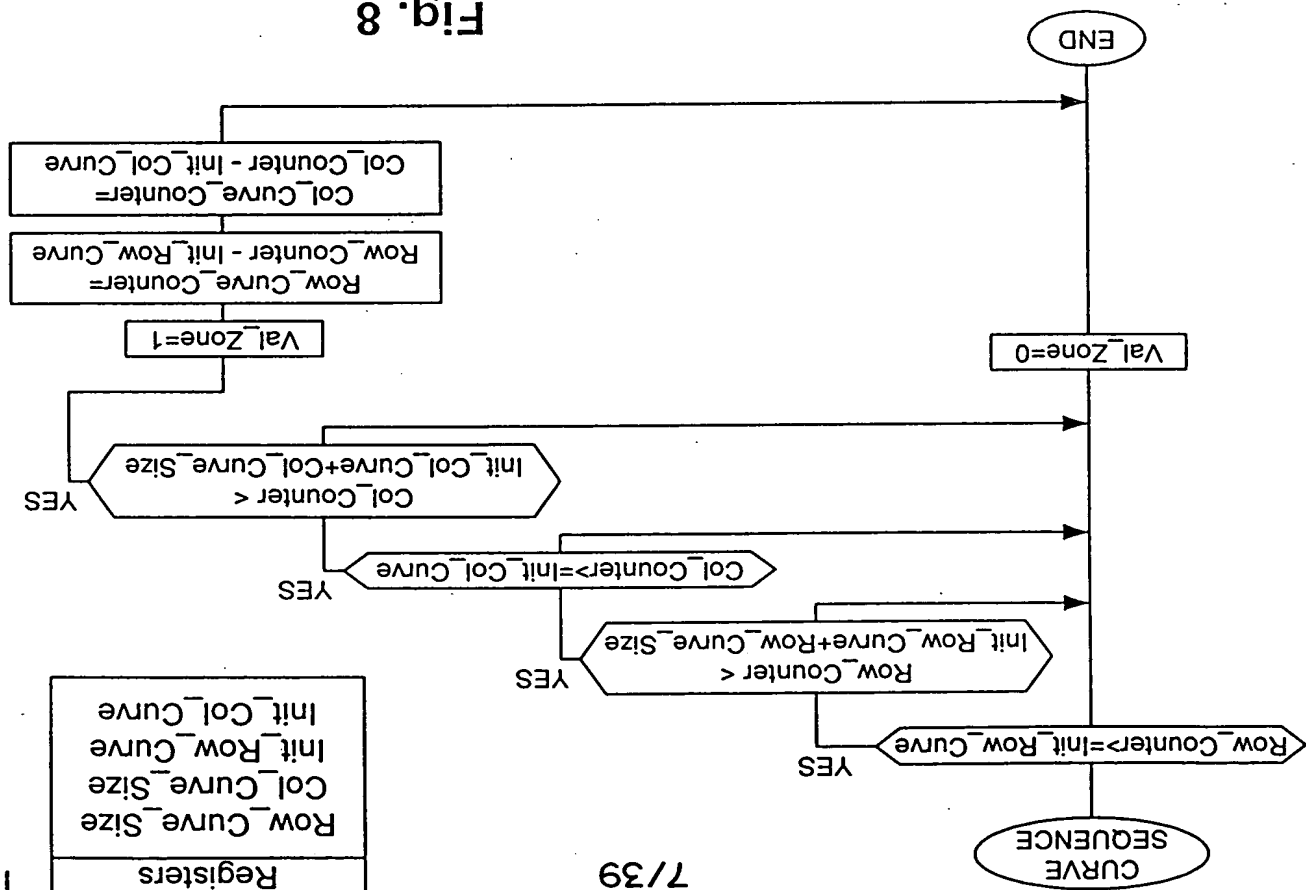 7/39
Registers
Row_Curve_Size
Col_Curve_Size
Init_Row_Curve
Init_Col_Curve
CURVE
SEQUENCE
Row_Counter>=Init_Row_Curve
YES
Row_Counter <
Init_Row_Curve+Row_Curve_Size
YES
Col_Counter>=Init_Col_Curve
YES
Col_Counter <
Init_Col_Curve+Col_Curve_Size
YES
Val_Zone=0
Val_Zone=1
Row_Curve_Counter=
Row_Counter - Init_Row_Curve
Col_Curve_Counter=
Col_Counter - Init_Col_Curve
END
Fig. 8